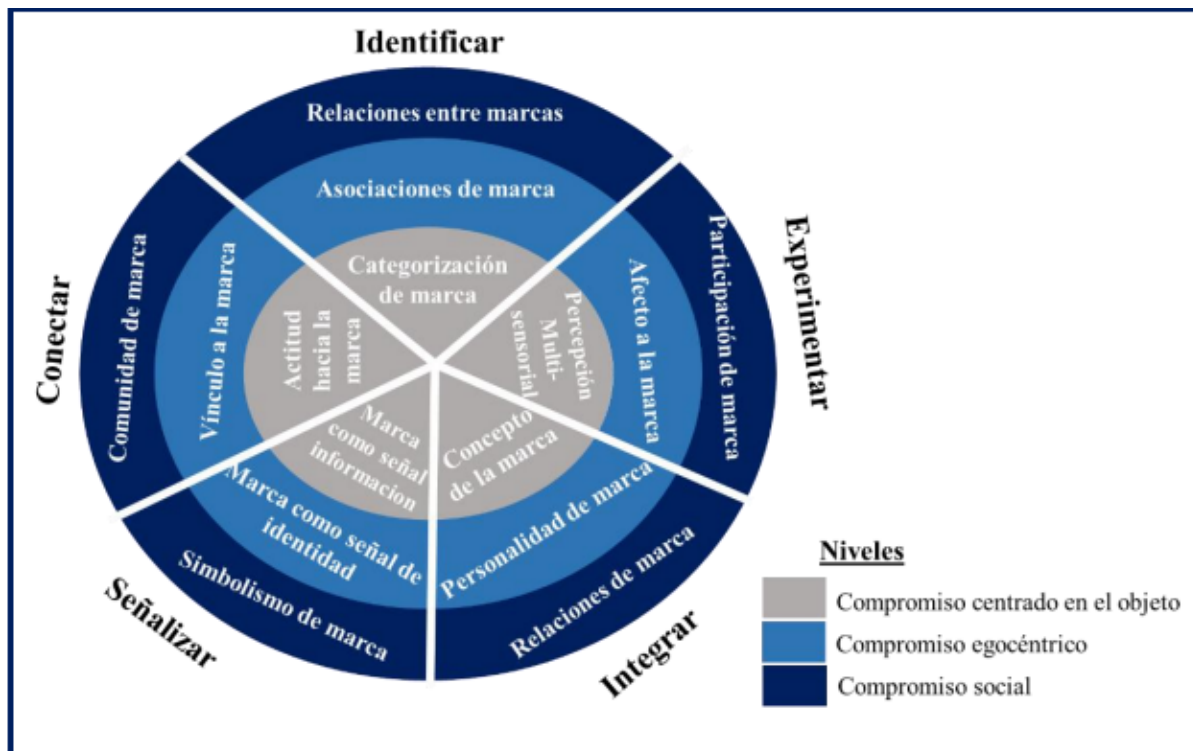 Identificar
Relaciones entre marcas
Asociaciones de marca
Categorización
de marca
Experimentar
Participación de marca
Afecto a la marca
Percepción
Multi-
sensorial
Integrar
Relaciones de marca
Personalidad de marca
Concepto
de la marca
Señalizar
Simbolismo de marca
Marca como señal de
identidad
Marca
como señal
informacion
Conectar
Comunidad de marca
Vínculo a la marca
Actitud
hacia la
marca
Niveles
Compromiso centrado en el objeto
Compromiso egocéntrico
Compromiso social